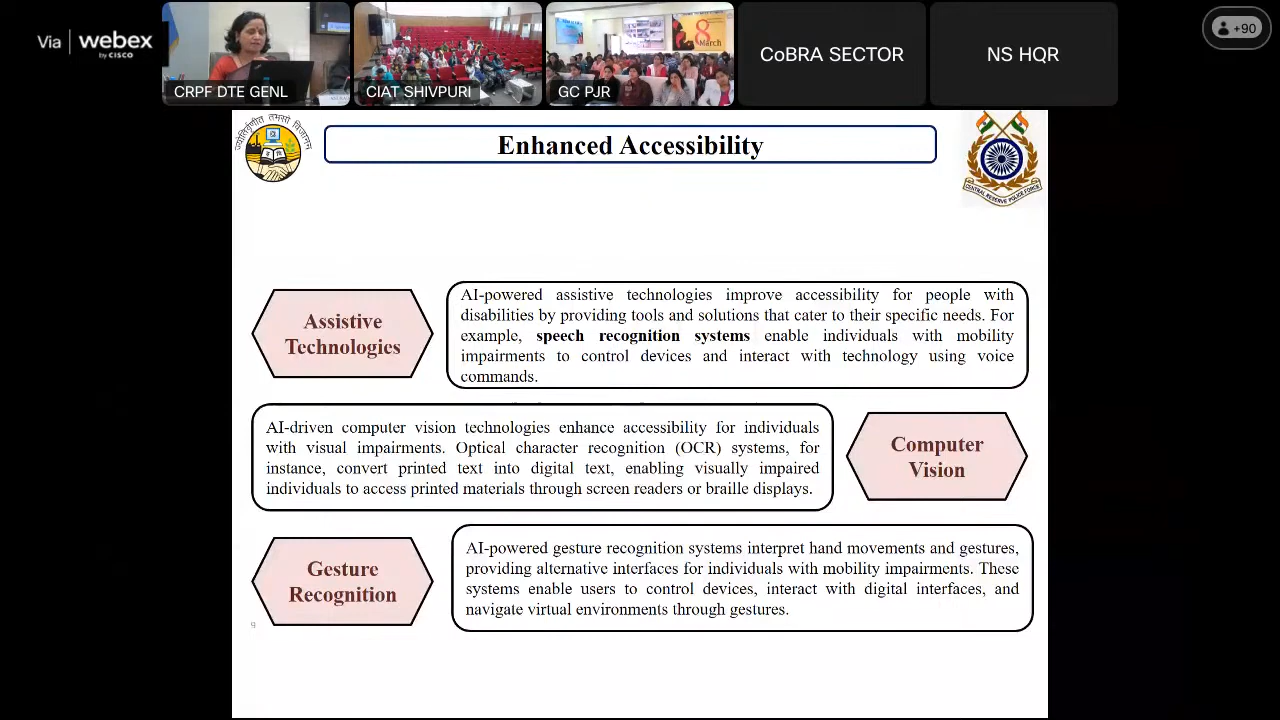 Via webex
by CISCO
CRPF DTE GENL
CIAT SHIVPURI
GC PJR
8
March
CoBRA SECTOR
NS HQR
+90
Enhanced Accessibility
CENTRAL RESERVE POLICE FORCE
Assistive
Technologies
AI-powered assistive technologies improve accessibility for people with
disabilities by providing tools and solutions that cater to their specific needs. For
example, speech recognition systems enable individuals with mobility
impairments to control devices and interact with technology using voice
commands.
AI-driven computer vision technologies enhance accessibility for individuals
with visual impairments. Optical character recognition (OCR) systems, for
instance, convert printed text into digital text, enabling visually impaired
individuals to access printed materials through screen readers or braille displays.
Computer
Vision
Gesture
Recognition
AI-powered gesture recognition systems interpret hand movements and gestures,
providing alternative interfaces for individuals with mobility impairments. These
systems enable users to control devices, interact with digital interfaces, and
navigate virtual environments through gestures.
9